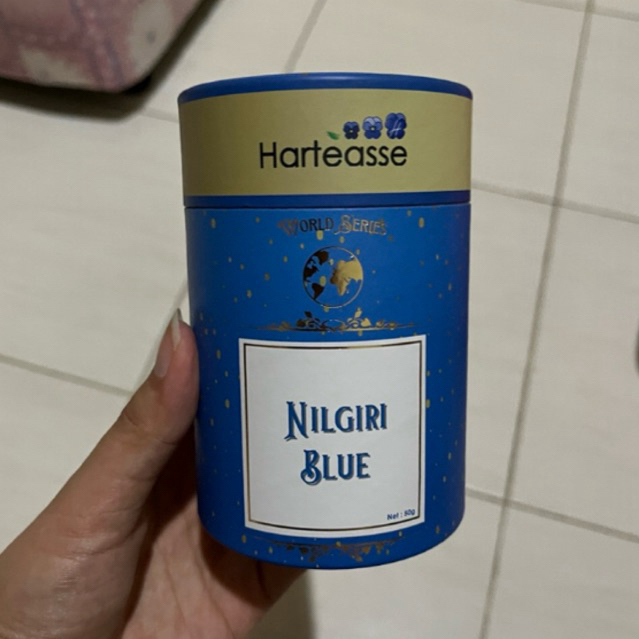 Harteasse
WORLD SERIES
NILGIRI
BLUE
Net : 50g